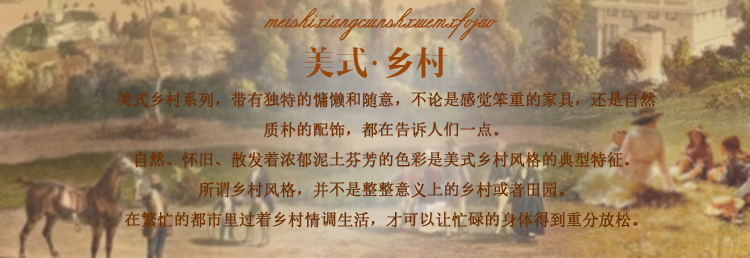 meishixiangcunshxwemxfojav
美式·乡村
美式乡村系列，带有独特的慵懒和随意，不论是感觉笨重的家具，还是自然
质朴的配饰，都在告诉人们一点。
自然、怀旧、散发着浓郁泥土芬芳的色彩是美式乡村风格的典型特征。
所谓乡村风格，并不是整整意义上的乡村或者田园。
在繁忙的都市里过着乡村情调生活，才可以让忙碌的身体得到重分放松。